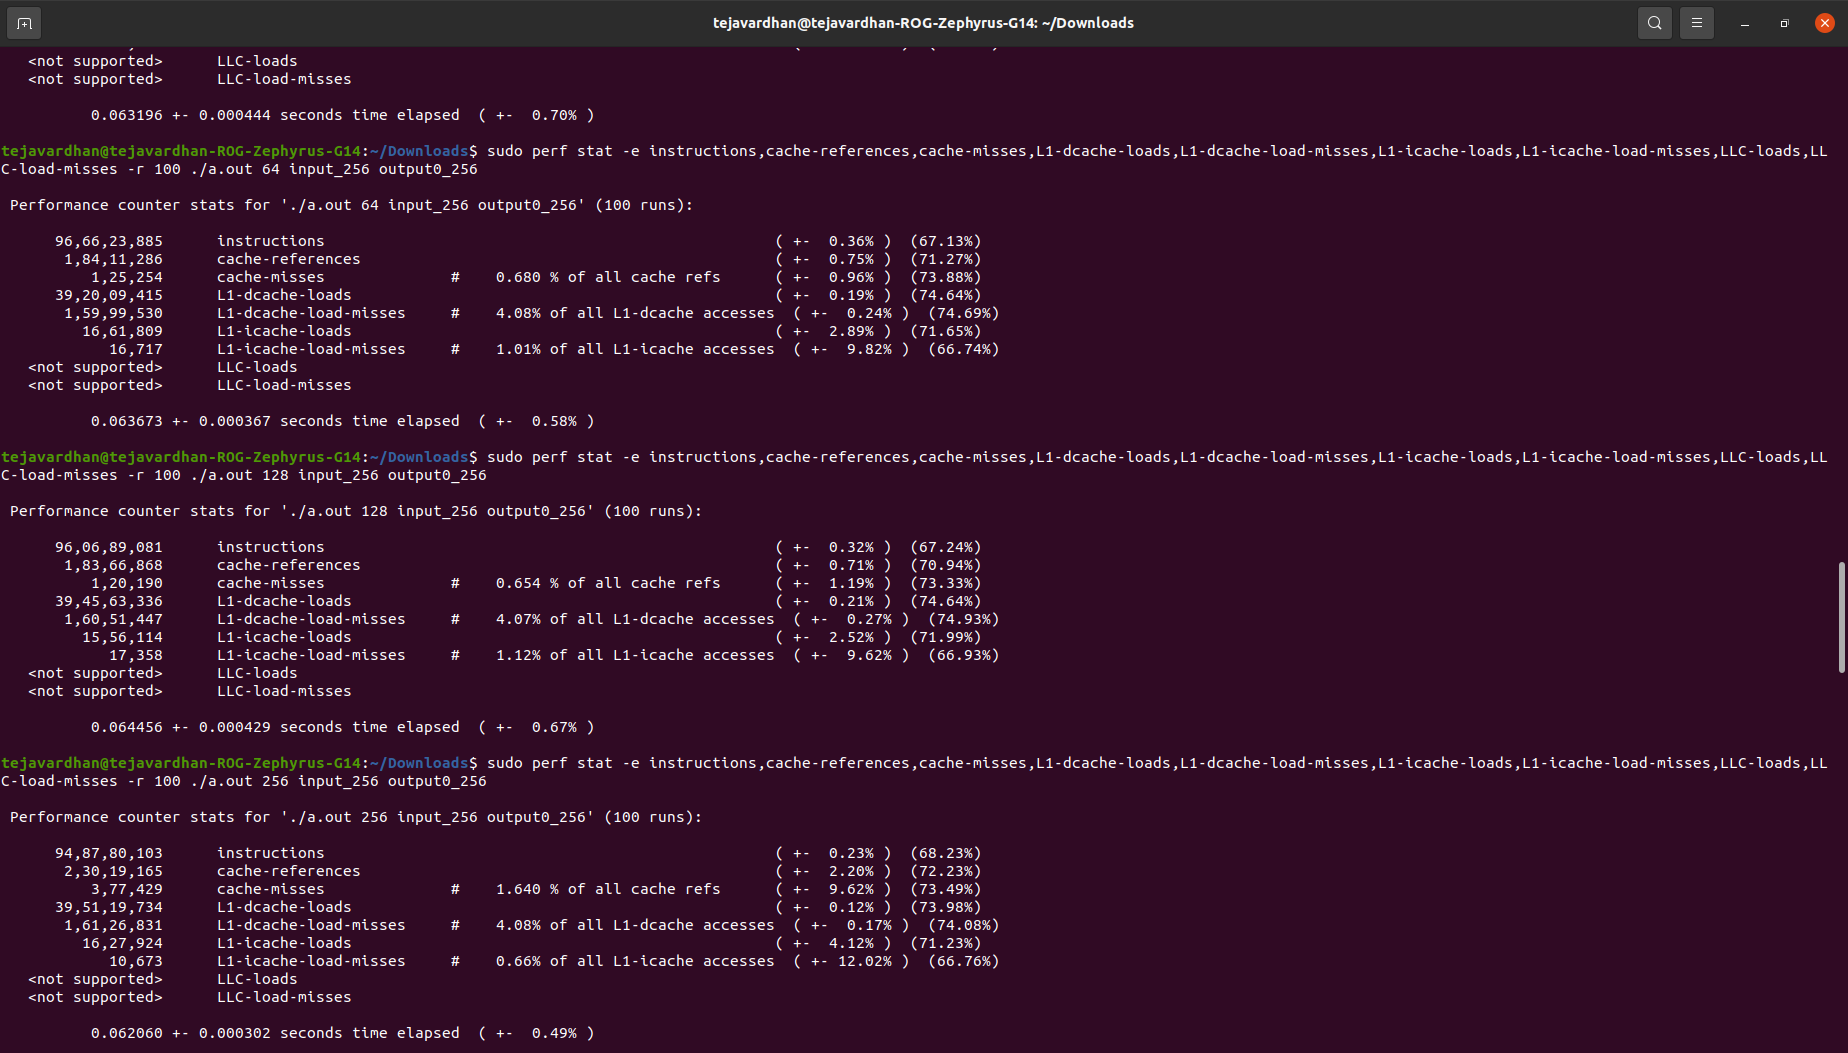 tejavardhan@tejavardhan-ROG-Zephyrus-G14: ~/Downloads
<not supported>      LLC-loads
<not supported>      LLC-load-misses
0.063196 +- 0.000444 seconds time elapsed  ( +-  0.70% )
tejavardhan@tejavardhan-ROG-Zephyrus-G14:~/Downloads$ sudo perf stat -e instructions,cache-references,cache-misses,L1-dcache-loads,L1-dcache-load-misses,L1-icache-loads,L1-icache-load-misses,LLC-loads,LL
C-load-misses -r 100 ./a.out 64 input_256 output0_256
Performance counter stats for './a.out 64 input_256 output0_256' (100 runs):
96,66,23,885      instructions                                                  ( +-  0.36% )  (67.13%)
1,84,11,286      cache-references                                              ( +-  0.75% )  (71.27%)
1,25,254      cache-misses              #    0.680 % of all cache refs      ( +-  0.96% )  (73.88%)
39,20,09,415      L1-dcache-loads                                               ( +-  0.19% )  (74.64%)
1,59,99,530      L1-dcache-load-misses     #    4.08% of all L1-dcache accesses  ( +-  0.24% )  (74.69%)
16,61,809      L1-icache-loads                                               ( +-  2.89% )  (71.65%)
16,717      L1-icache-load-misses     #    1.01% of all L1-icache accesses  ( +-  9.82% )  (66.74%)
<not supported>      LLC-loads
<not supported>      LLC-load-misses
0.063673 +- 0.000367 seconds time elapsed  ( +-  0.58% )
tejavardhan@tejavardhan-ROG-Zephyrus-G14:~/Downloads$ sudo perf stat -e instructions,cache-references,cache-misses,L1-dcache-loads,L1-dcache-load-misses,L1-icache-loads,L1-icache-load-misses,LLC-loads,LL
C-load-misses -r 100 ./a.out 128 input_256 output0_256
Performance counter stats for './a.out 128 input_256 output0_256' (100 runs):
96,06,89,081      instructions                                                  ( +-  0.32% )  (67.24%)
1,83,66,868      cache-references                                              ( +-  0.71% )  (70.94%)
1,20,190      cache-misses              #    0.654 % of all cache refs      ( +-  1.19% )  (73.33%)
39,45,63,336      L1-dcache-loads                                               ( +-  0.21% )  (74.64%)
1,60,51,447      L1-dcache-load-misses     #    4.07% of all L1-dcache accesses  ( +-  0.27% )  (74.93%)
15,56,114      L1-icache-loads                                               ( +-  2.52% )  (71.99%)
17,358      L1-icache-load-misses     #    1.12% of all L1-icache accesses  ( +-  9.62% )  (66.93%)
<not supported>      LLC-loads
<not supported>      LLC-load-misses
0.064456 +- 0.000429 seconds time elapsed  ( +-  0.67% )
tejavardhan@tejavardhan-ROG-Zephyrus-G14:~/Downloads$ sudo perf stat -e instructions,cache-references,cache-misses,L1-dcache-loads,L1-dcache-load-misses,L1-icache-loads,L1-icache-load-misses,LLC-loads,LL
C-load-misses -r 100 ./a.out 256 input_256 output0_256
Performance counter stats for './a.out 256 input_256 output0_256' (100 runs):
94,87,80,103      instructions                                                  ( +-  0.23% )  (68.23%)
2,30,19,165      cache-references                                              ( +-  2.20% )  (72.23%)
3,77,429      cache-misses              #    1.640 % of all cache refs      ( +-  9.62% )  (73.49%)
39,51,19,734      L1-dcache-loads                                               ( +-  0.12% )  (73.98%)
1,61,26,831      L1-dcache-load-misses     #    4.08% of all L1-dcache accesses  ( +-  0.17% )  (74.08%)
16,27,924      L1-icache-loads                                               ( +-  4.12% )  (71.23%)
10,673      L1-icache-load-misses     #    0.66% of all L1-icache accesses  ( +- 12.02% )  (66.76%)
<not supported>      LLC-loads
<not supported>      LLC-load-misses
0.062060 +- 0.000302 seconds time elapsed  ( +-  0.49% )